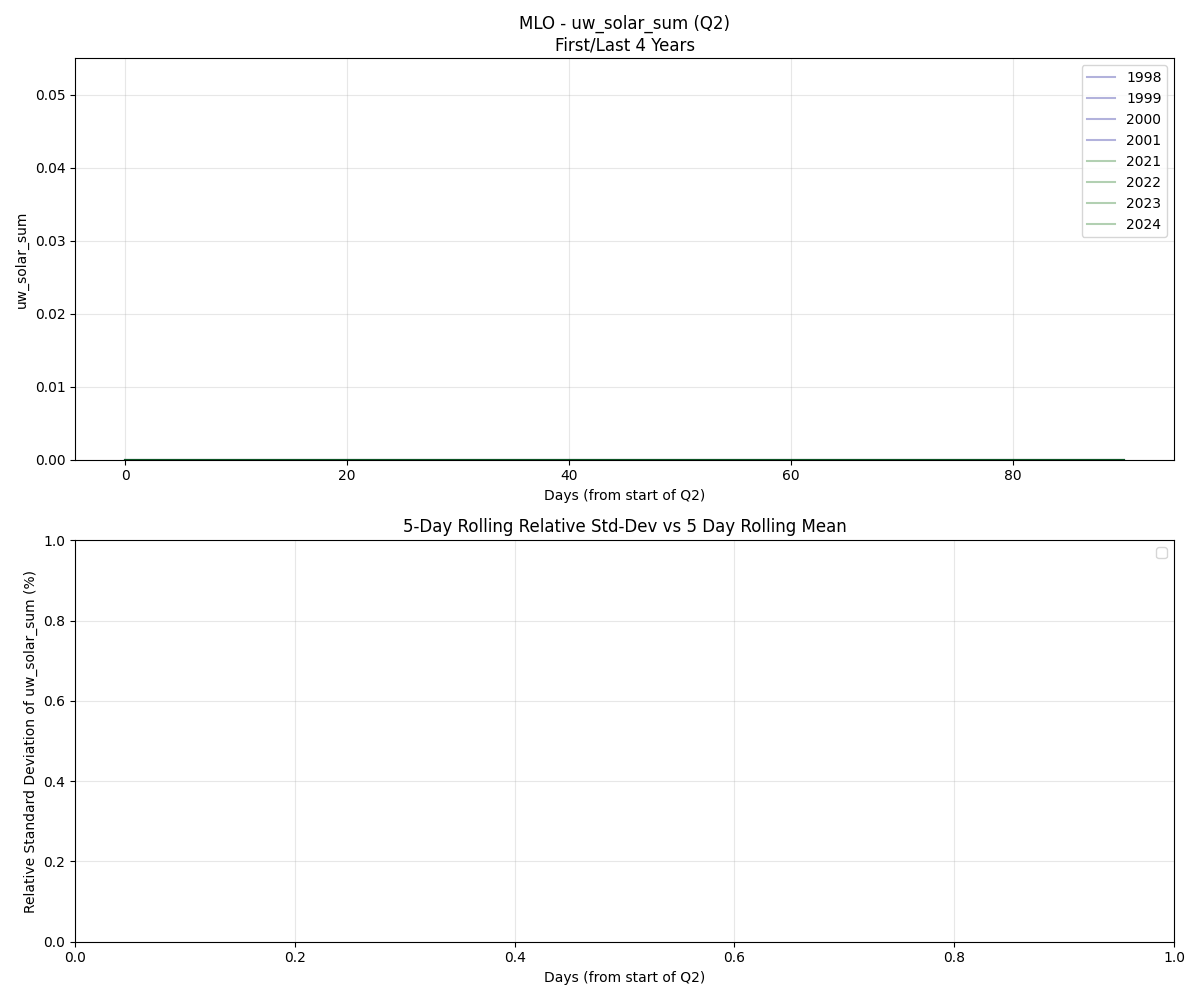 MLO - uw_solar_sum (Q2)
First/Last 4 Years
uw_solar_sum
0.05
0.04
0.03
0.02
0.01
0.00
0 20 40 60 80
Days (from start of Q2)
1998
1999
2000
2001
2021
2022
2023
2024
5-Day Rolling Relative Std-Dev vs 5 Day Rolling Mean
Relative Standard Deviation of uw_solar_sum (%)
1.0
0.8
0.6
0.4
0.2
0.0
0.0 0.2 0.4 0.6 0.8 1.0
Days (from start of Q2)